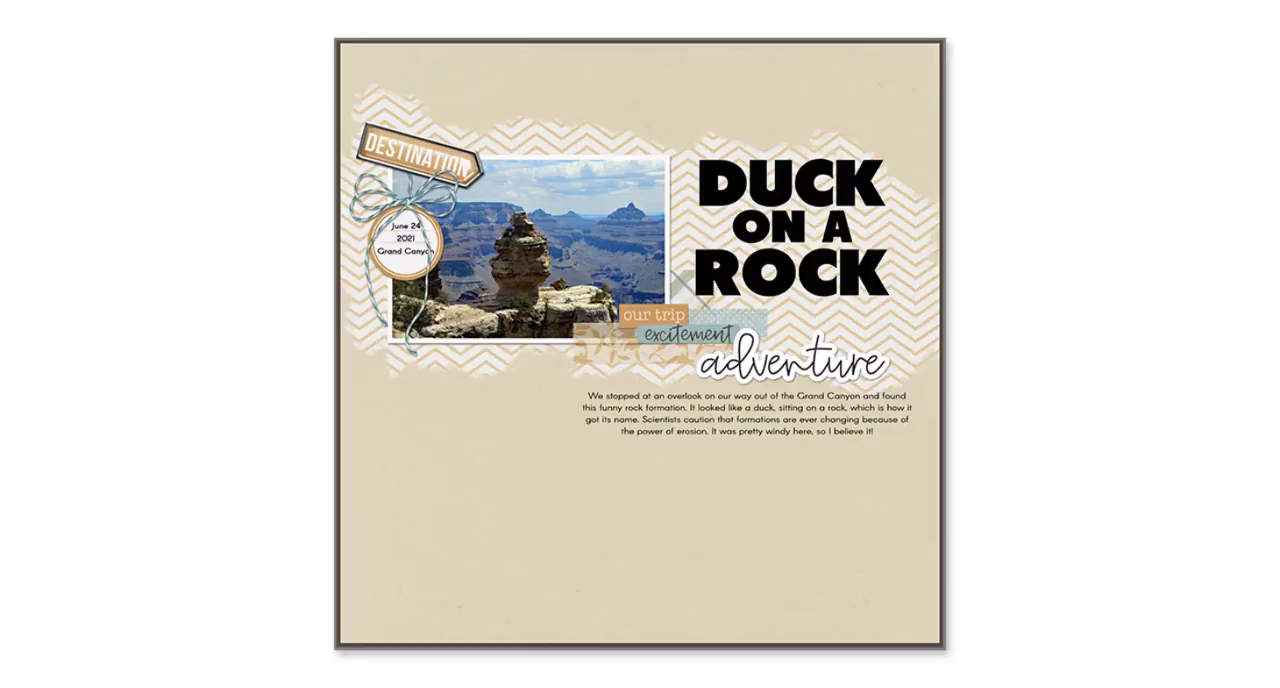 DESTINATION
June 24
2021
Grand Canyon
DUCK
ON A
ROCK
our trip
excitement
adventure
We stopped at an overlook on our way out of the Grand Canyon and found
this funny rock formation. It looked like a duck, sitting on a rock, which is how it
got its name. Scientists caution that formations are ever changing because of
the power of erosion. It was pretty windy here, so I believe it!